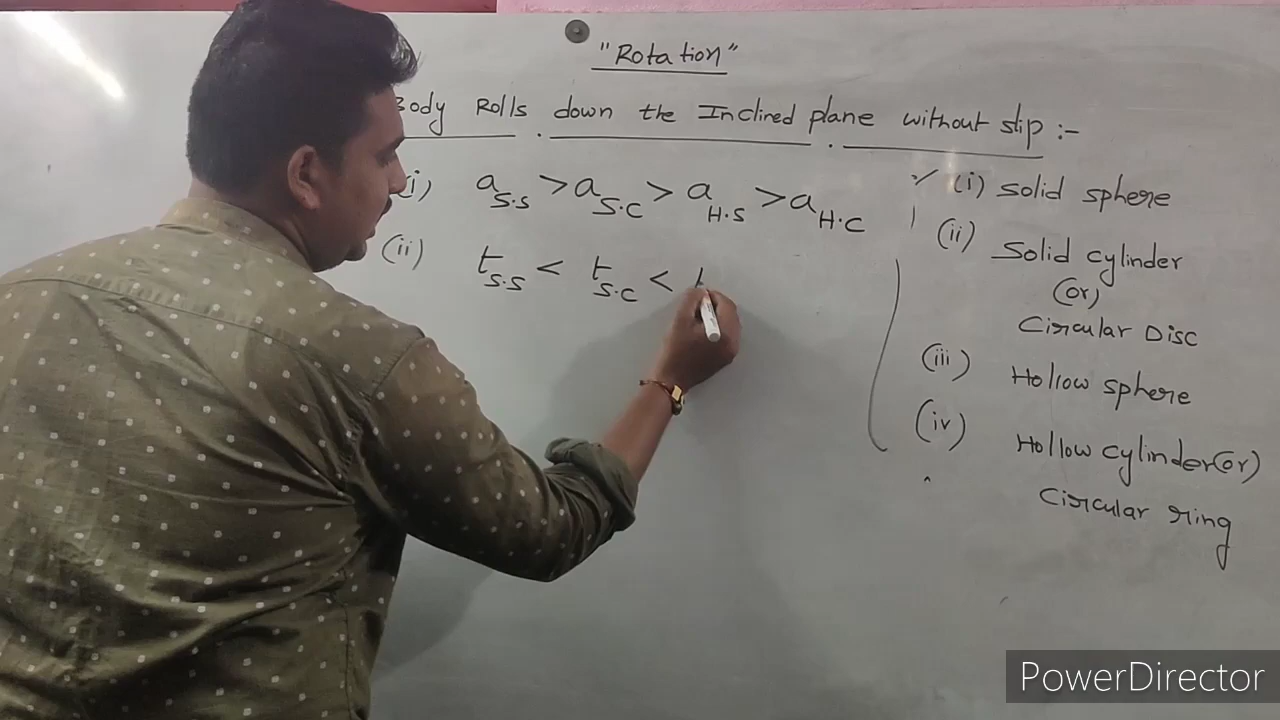 "Rotation"
Body Rolls down the Inclined plane without slip :-
(i) a S.S > a S.C > a H.S > a H.C
(ii) t S.S < t S.C < t
(i) Solid sphere
(ii) Solid cylinder
(or)
Circular Disc
(iii) Hollow sphere
(iv) Hollow cylinder (or)
Circular ring
PowerDirector